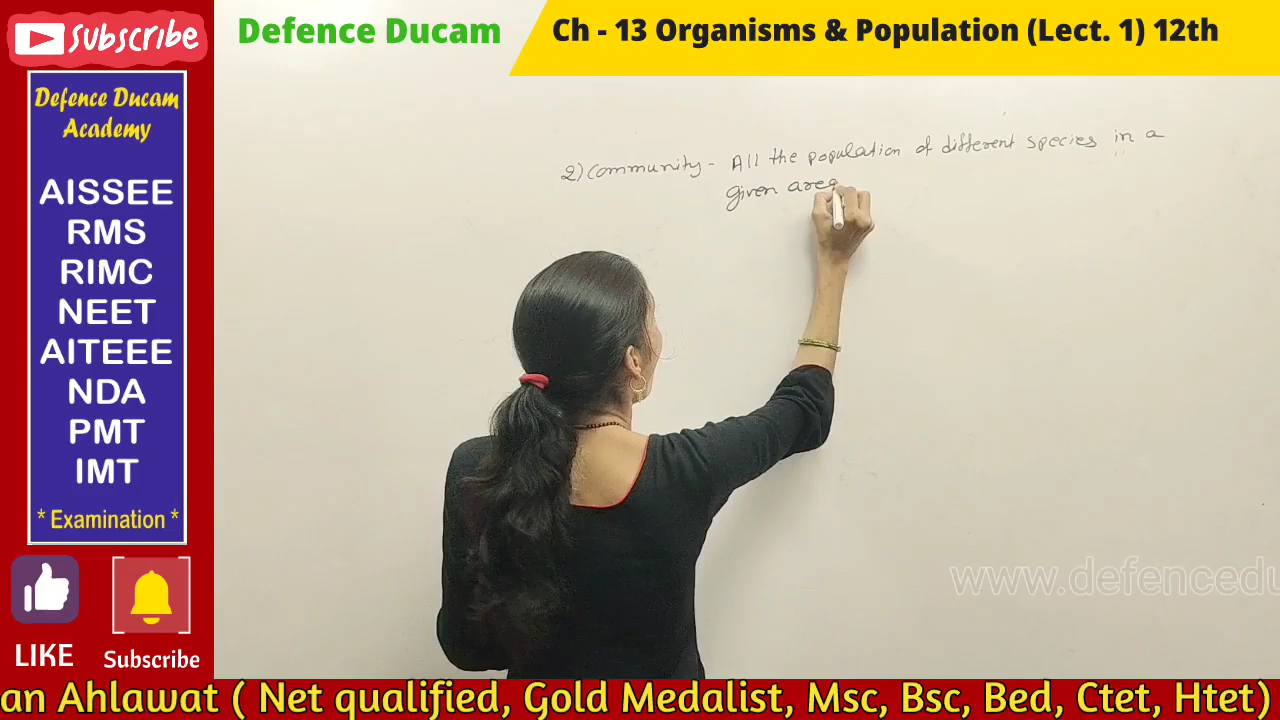 SUBSCRIBE
Defence Ducam
Ch - 13 Organisms & Population (Lect. 1) 12th
Defence Ducam
Academy
AISSEE
RMS
RIMC
NEET
AITEEE
NDA
PMT
IMT
* Examination *
LIKE
Subscribe
2) Community - All the population of different species in a
given area
www.defencedu
an Ahlawat ( Net qualified, Gold Medalist, Msc, Bsc, Bed, Ctet, Htet)